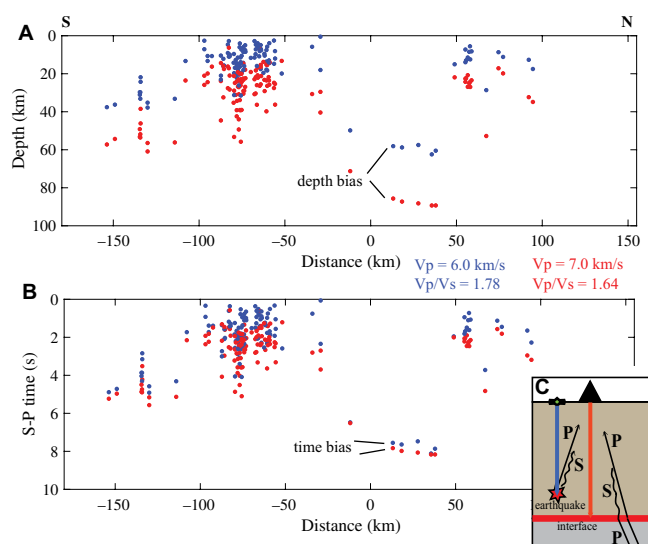 A
S
N
0
20
40
60
80
100
Depth (km)
depth bias
−150
−100
−50
0
50
100
150
Distance (km)
Vp = 6.0 km/s
Vp/Vs = 1.78
Vp = 7.0 km/s
Vp/Vs = 1.64
B
0
2
4
6
8
10
S-P time (s)
time bias
−150
−100
−50
0
50
Distance (km)
C
P
S
P
S
earthquake
interface
P